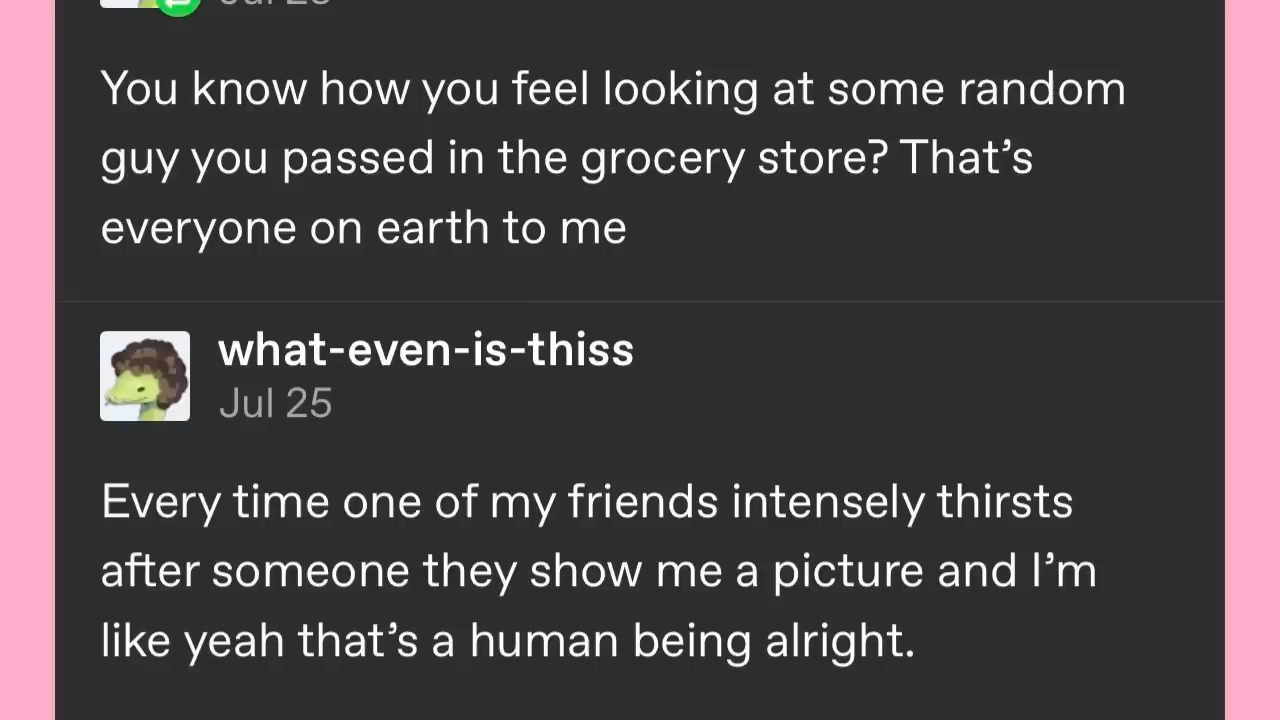 Jul 25
You know how you feel looking at some random
guy you passed in the grocery store? That’s
everyone on earth to me
what-even-is-thiss
Jul 25
Every time one of my friends intensely thirsts
after someone they show me a picture and I’m
like yeah that’s a human being alright.